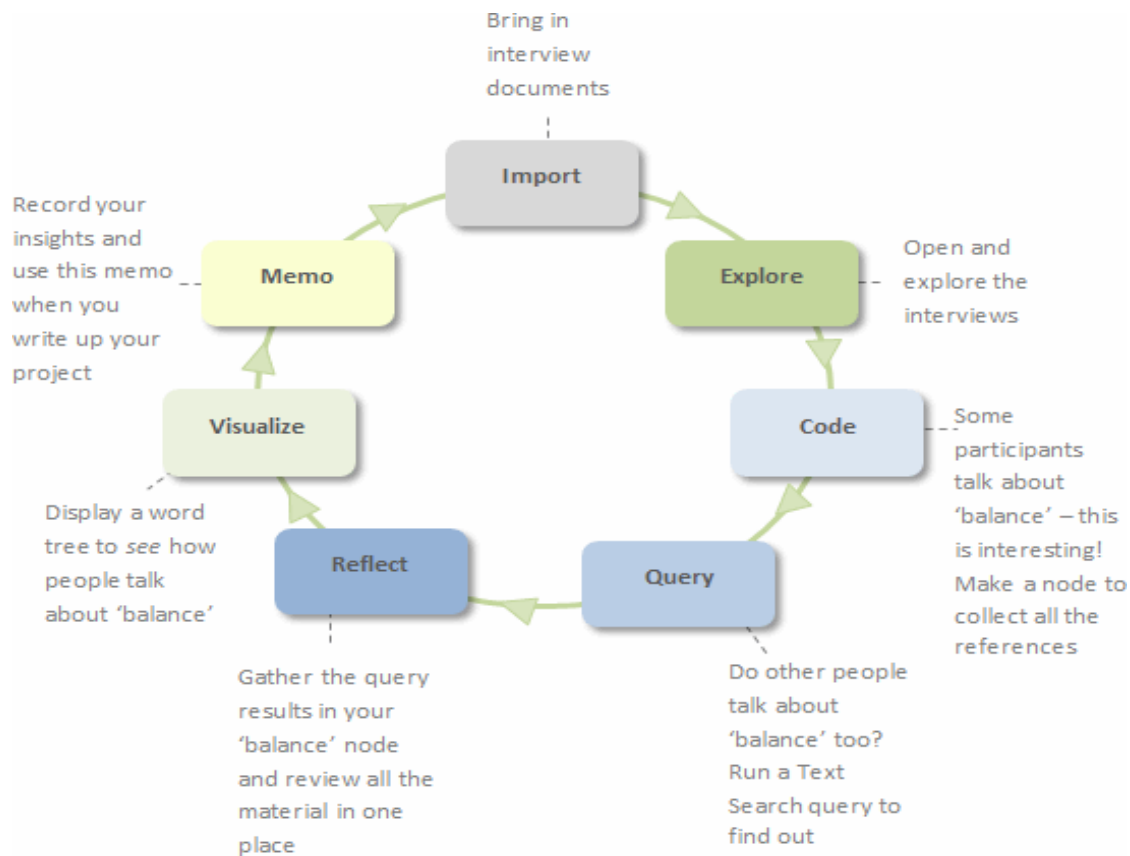 Bring in
interview
documents
Import
Explore
Open and
explore the
interviews
Code
Some
participants
talk about
‘balance’ – this
is interesting!
Make a node to
collect all the
references
Query
Do other people
talk about
‘balance’ too?
Run a Text
Search query to
find out
Reflect
Gather the query
results in your
‘balance’ node
and review all the
material in one
place
Visualize
Display a word
tree to see how
people talk
about ‘balance’
Memo
Record your
insights and
use this memo
when you
write up your
project